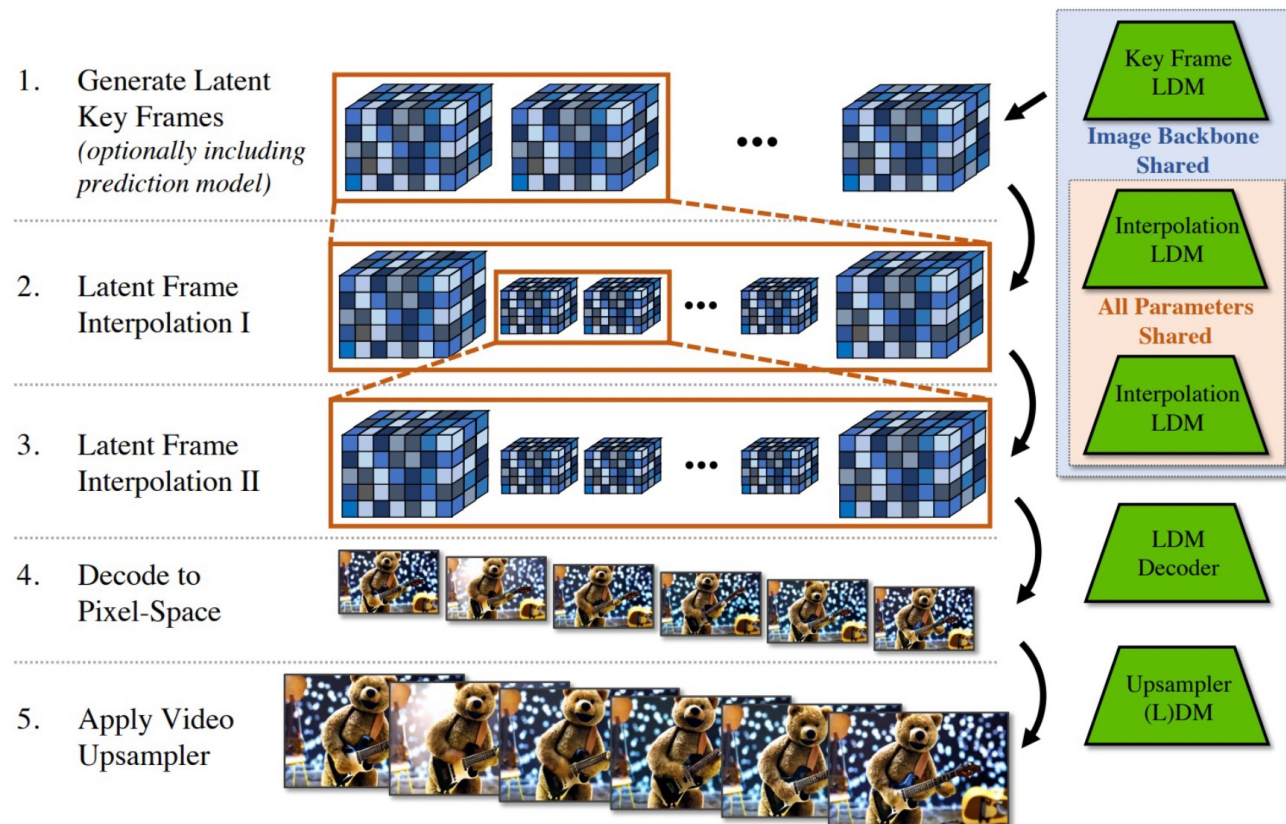 1. Generate Latent
Key Frames
(optionally including
prediction model)
2. Latent Frame
Interpolation I
3. Latent Frame
Interpolation II
4. Decode to
Pixel-Space
5. Apply Video
Upsampler
Key Frame
LDM
Image Backbone
Shared
Interpolation
LDM
All Parameters
Shared
Interpolation
LDM
LDM
Decoder
Upsampler
(L)DM